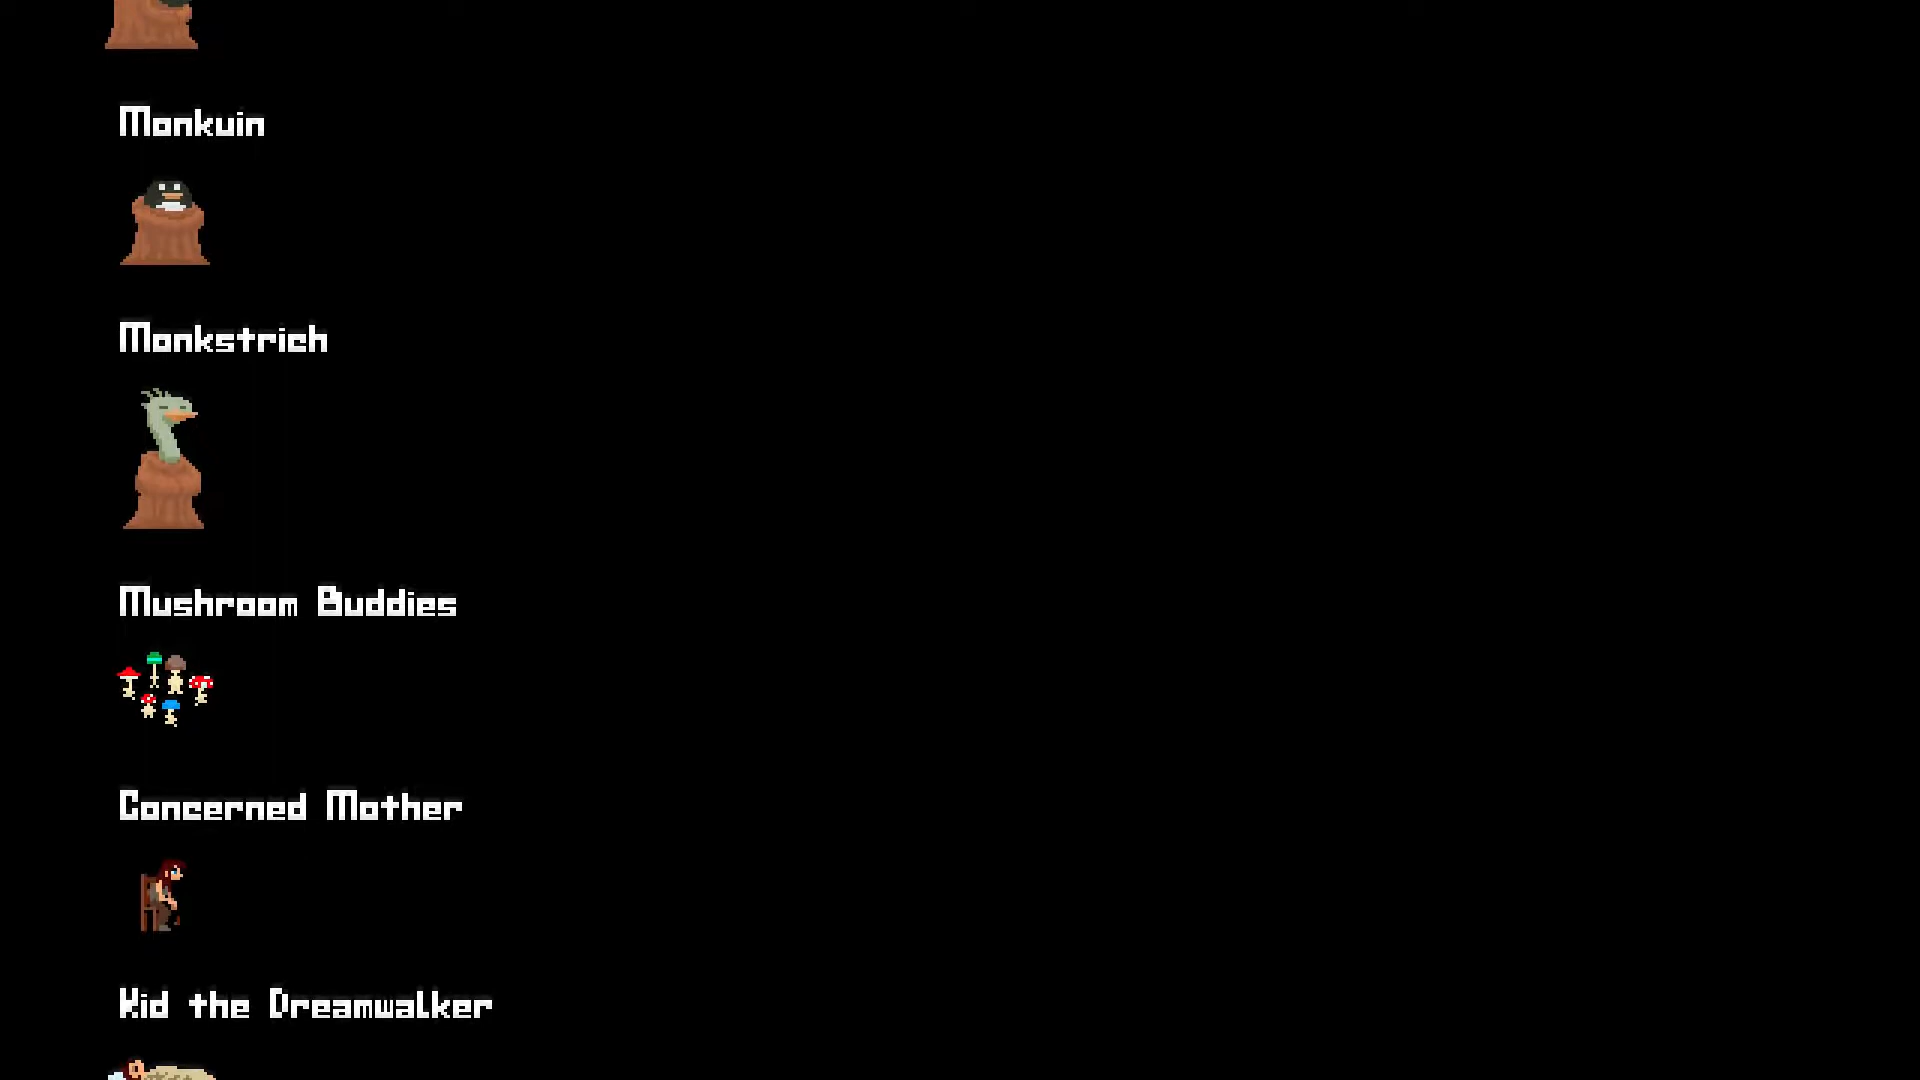 Monkuin
Monkstrich
Mushroom Buddies
Concerned Mother
Kid the Dreamwalker